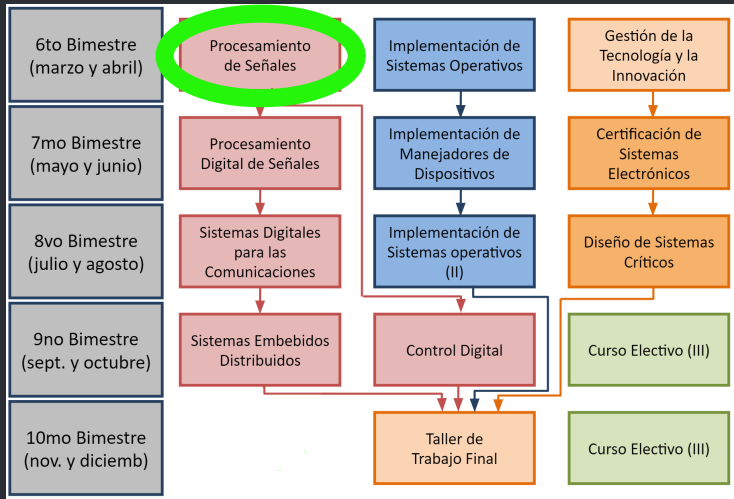 6to Bimestre
(marzo y abril)
Procesamiento
de Señales
Implementación de
Sistemas Operativos
Gestión de la
Tecnología y la
Innovación
7mo Bimestre
(mayo y junio)
Procesamiento
Digital de Señales
Implementación de
Manejadores de
Dispositivos
Certificación de
Sistemas
Electrónicos
8vo Bimestre
(julio y agosto)
Sistemas Digitales
para las
Comunicaciones
Implementación de
Sistemas operativos
(II)
Diseño de Sistemas
Críticos
9no Bimestre
(sept. y octubre)
Sistemas Embebidos
Distribuidos
Control Digital
Curso Electivo (III)
10mo Bimestre
(nov. y diciemb)
Taller de
Trabajo Final
Curso Electivo (III)